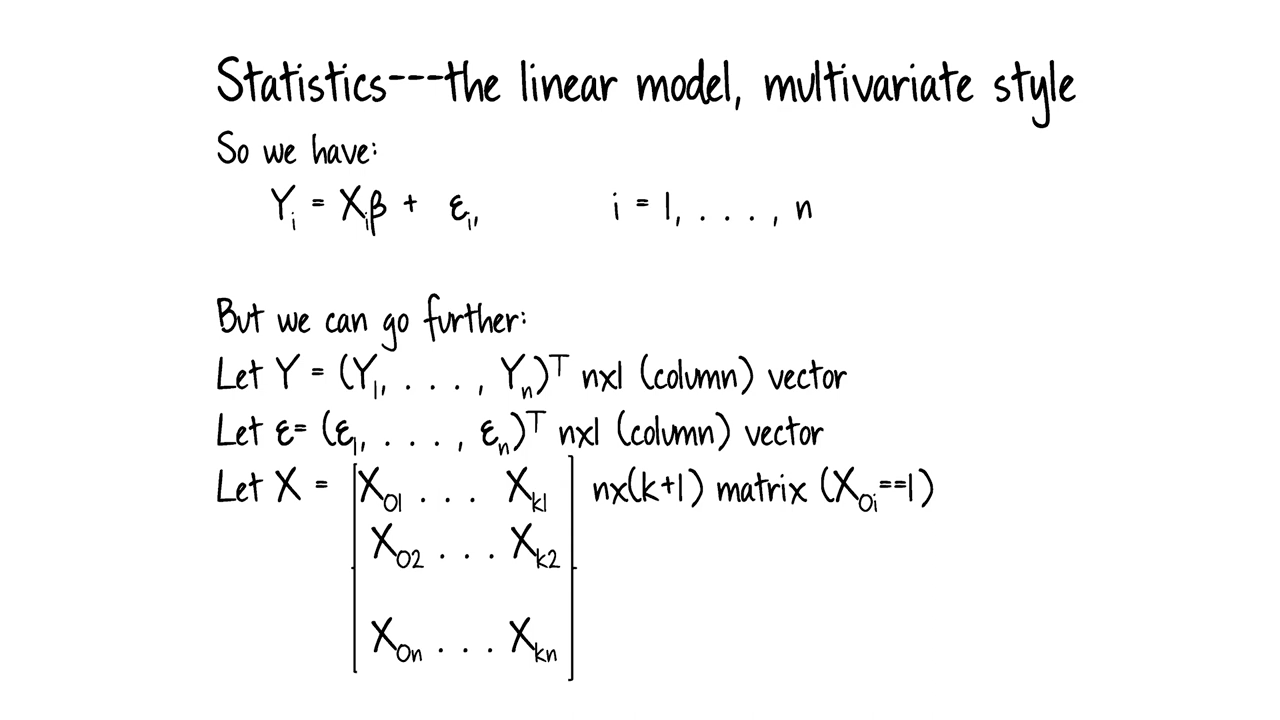 Statistics---the linear model, multivariate style
So we have:
Yᵢ = Xᵢβ + εᵢ, i = 1, . . . , n
But we can go further:
Let Y = (Y₁, . . . , Yₙ)ᵀ nx1 (column) vector
Let ε= (ε₁, . . . , εₙ)ᵀ nx1 (column) vector
Let X = [X₀₁ . . . Xₖ₁ ] nx(k+1) matrix (X₀ᵢ==1)
X₀₂ . . . Xₖ₂
X₀ₙ . . . Xₖₙ